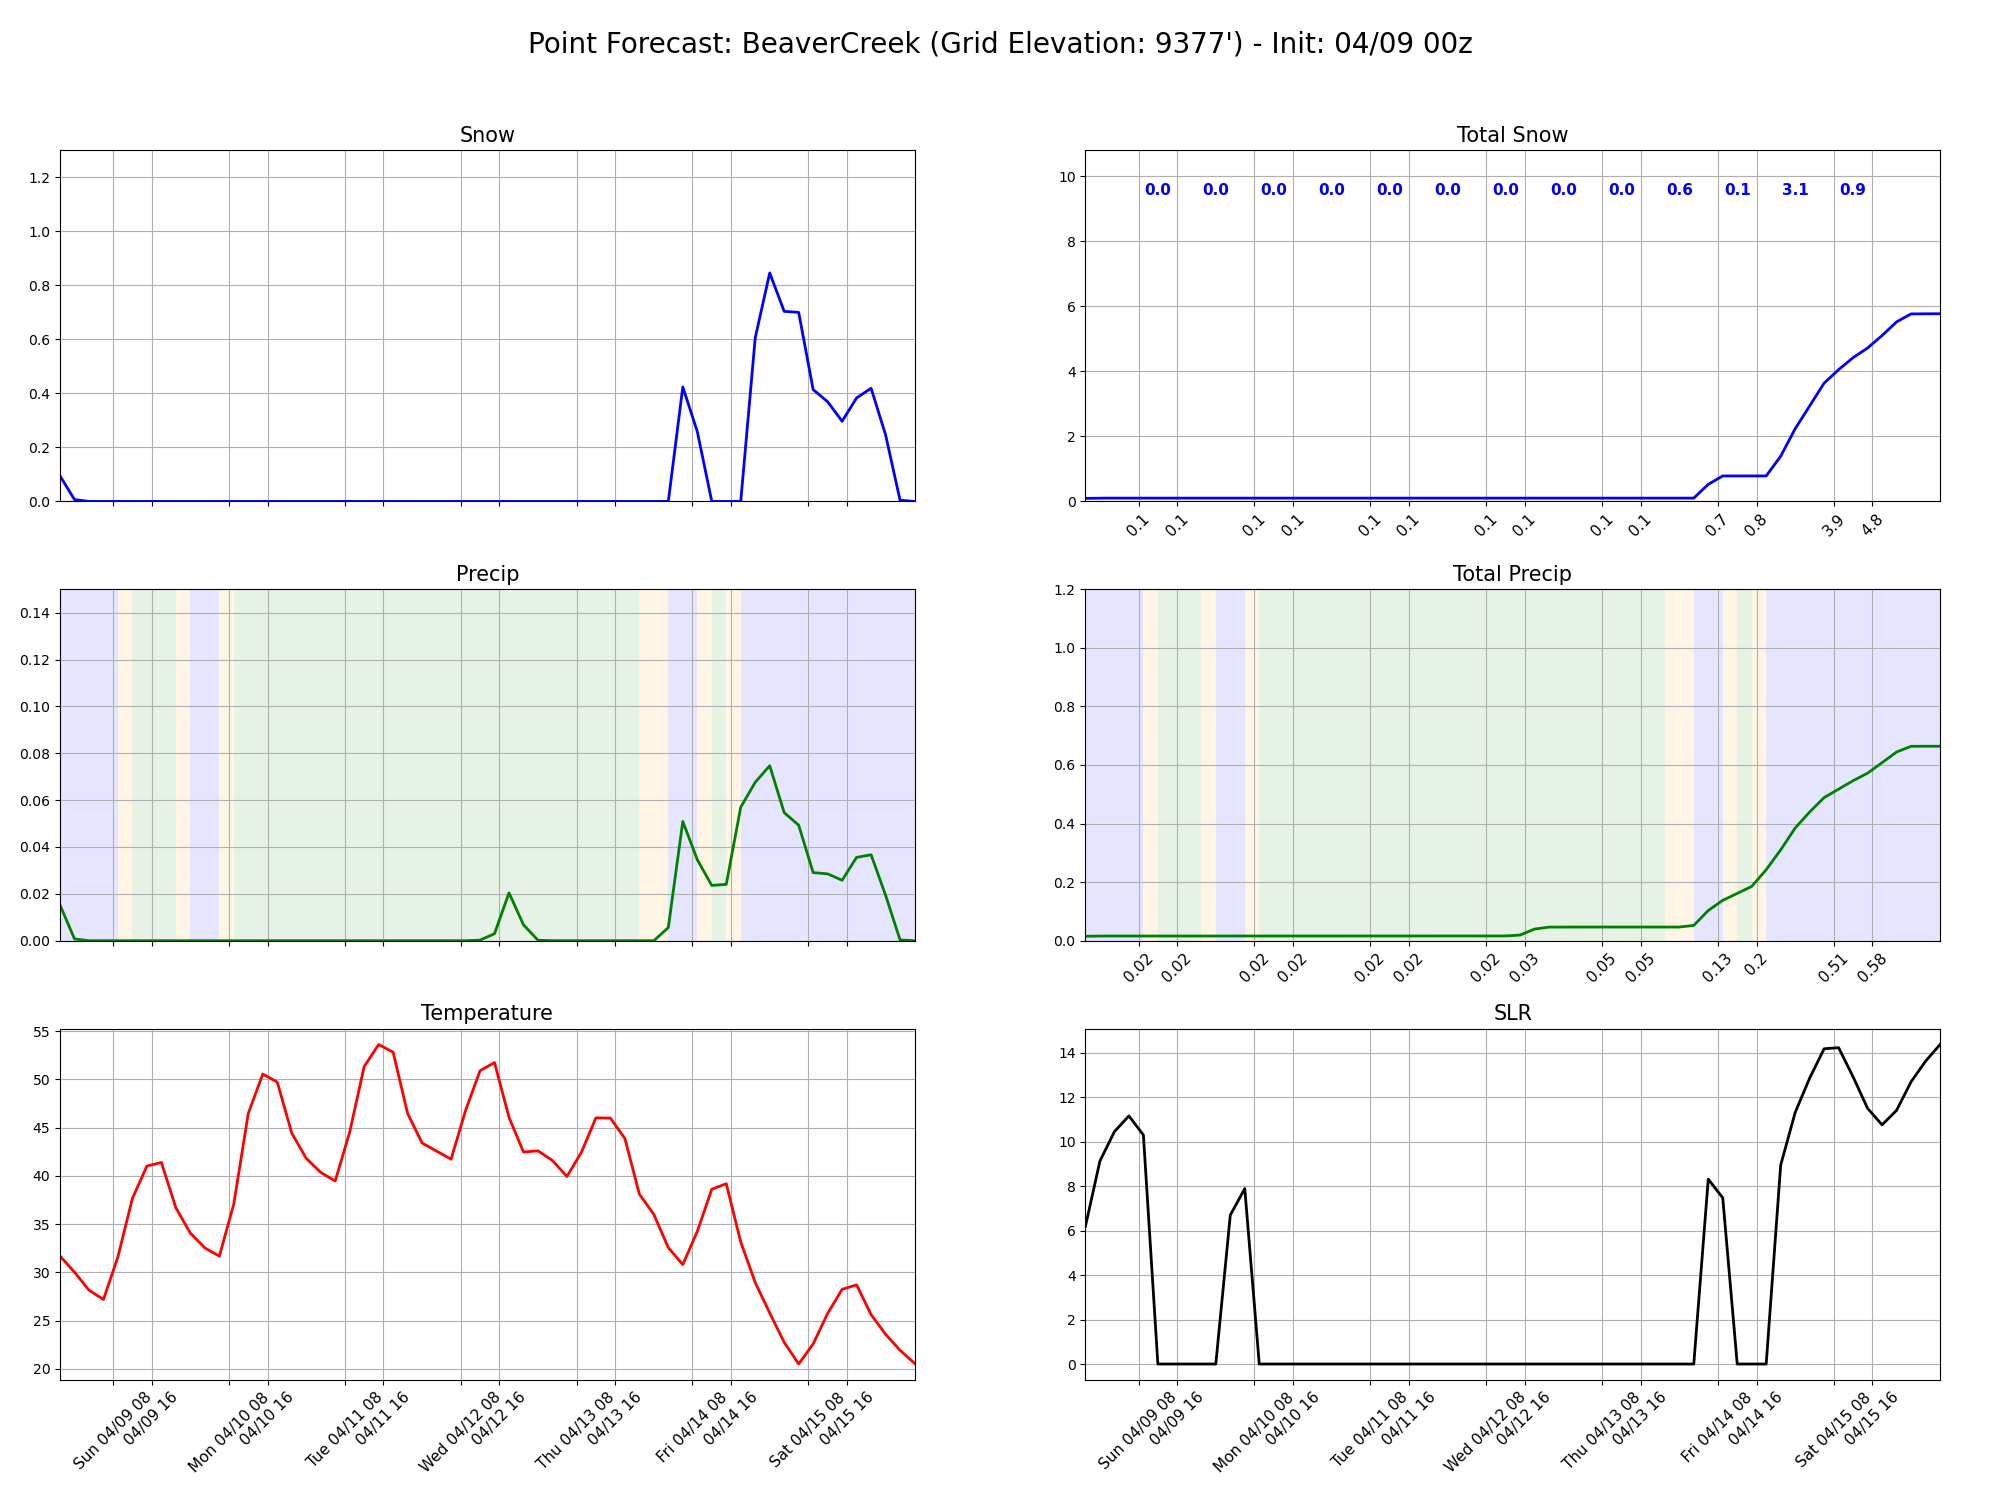 Point Forecast: BeaverCreek (Grid Elevation: 9377') - Init: 04/09 00z
Snow
1.2
1.0
0.8
0.6
0.4
0.2
0.0
Total Snow
10
8
6
4
2
0
0.0 0.0 0.0 0.0 0.0 0.0 0.0 0.0 0.0 0.6 0.1 3.1 0.9
0.1 0.1 0.1 0.1 0.1 0.1 0.1 0.1 0.1 0.1 0.7 0.8 3.9 4.8
Precip
0.14
0.12
0.10
0.08
0.06
0.04
0.02
0.00
Total Precip
1.2
1.0
0.8
0.6
0.4
0.2
0.0
0.02 0.02 0.02 0.02 0.02 0.02 0.02 0.03 0.05 0.05 0.13 0.2 0.51 0.58
Temperature
55
50
45
40
35
30
25
20
Sun 04/09 08
04/09 16
Mon 04/10 08
04/10 16
Tue 04/11 08
04/11 16
Wed 04/12 08
04/12 16
Thu 04/13 08
04/13 16
Fri 04/14 08
04/14 16
Sat 04/15 08
04/15 16
SLR
14
12
10
8
6
4
2
0
Sun 04/09 08
04/09 16
Mon 04/10 08
04/10 16
Tue 04/11 08
04/11 16
Wed 04/12 08
04/12 16
Thu 04/13 08
04/13 16
Fri 04/14 08
04/14 16
Sat 04/15 08
04/15 16